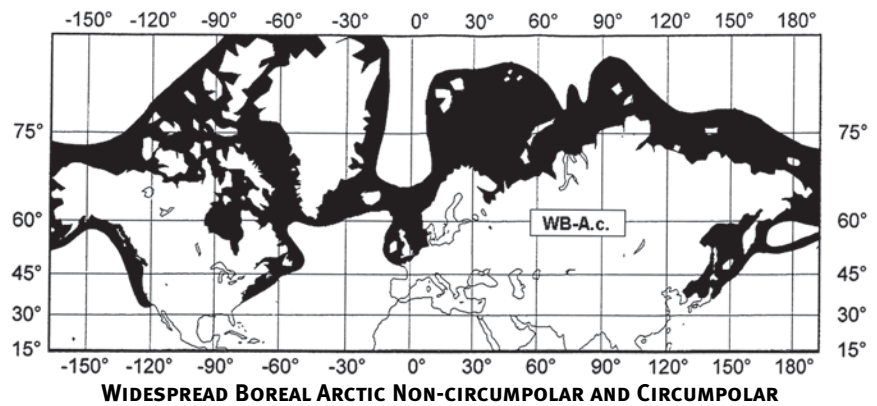 -150° -120° -90° -60° -30° 0° 30° 60° 90° 120° 150° 180°
75° 75°
60° WB-A.c. 60°
45° 45°
30° 30°
15° 15°
-150° -120° -90° -60° -30° 0° 30° 60° 90° 120° 150° 180°
WIDESPREAD BOREAL ARCTIC NON-CIRCUMPOLAR AND CIRCUMPOLAR